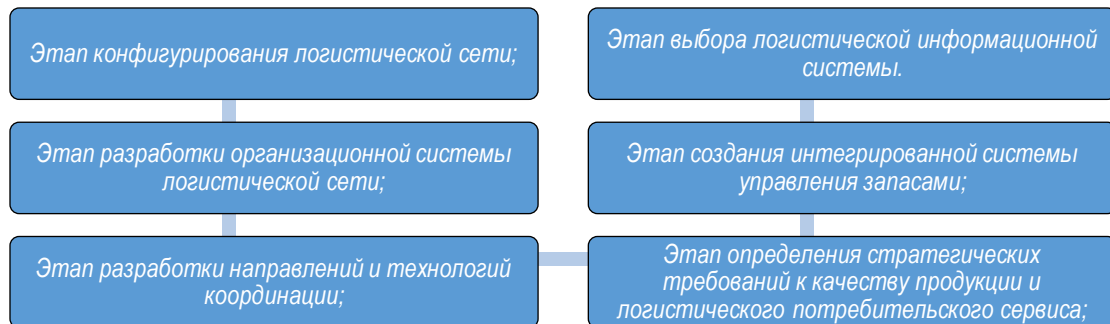 Этап конфигурирования логистической сети;
Этап разработки организационной системы
логистической сети;
Этап разработки направлений и технологий
координации;
Этап определения стратегических
требований к качеству продукции и
логистического потребительского сервиса;
Этап создания интегрированной системы
управления запасами;
Этап выбора логистической информационной
системы.